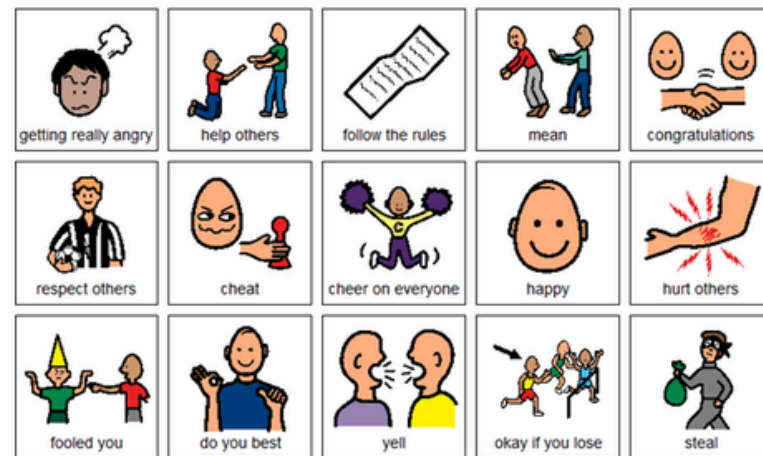 getting really angry
help others
follow the rules
mean
congratulations
respect others
cheat
C
cheer on everyone
happy
hurt others
fooled you
do you best
yell
okay if you lose
steal